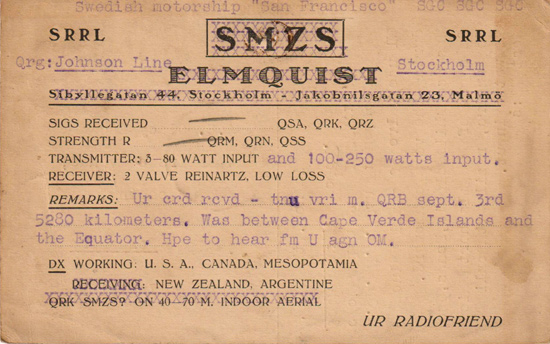 Swedish motorship "San Francisco" SGC SGC SGC
SRRL SMZS SRRL
Qrg: Johnson Line Stockholm
ELMQUIST
Sibyllegatan 44, Stockholm - Jakobnilsgatan 23, Malmö
SIGS RECEIVED QSA, QRK, QRZ
STRENGTH R QRM, QRN, QSS
TRANSMITTER: 5-80 WATT INPUT and 100-250 watts input.
RECEIVER: 2 VALVE REINARTZ, LOW LOSS
REMARKS: Ur crd rcvd - tnu vri m. QRB sept. 3rd
5280 kilometers. Was between Cape Verde Islands and
the Equator. Hpe to hear fm U agn OM.
DX WORKING: U. S. A., CANADA, MESOPOTAMIA
RECEIVING: NEW ZEALAND, ARGENTINE
QRK SMZS? ON 40-70 M. INDOOR AERIAL
UR RADIOFRIEND